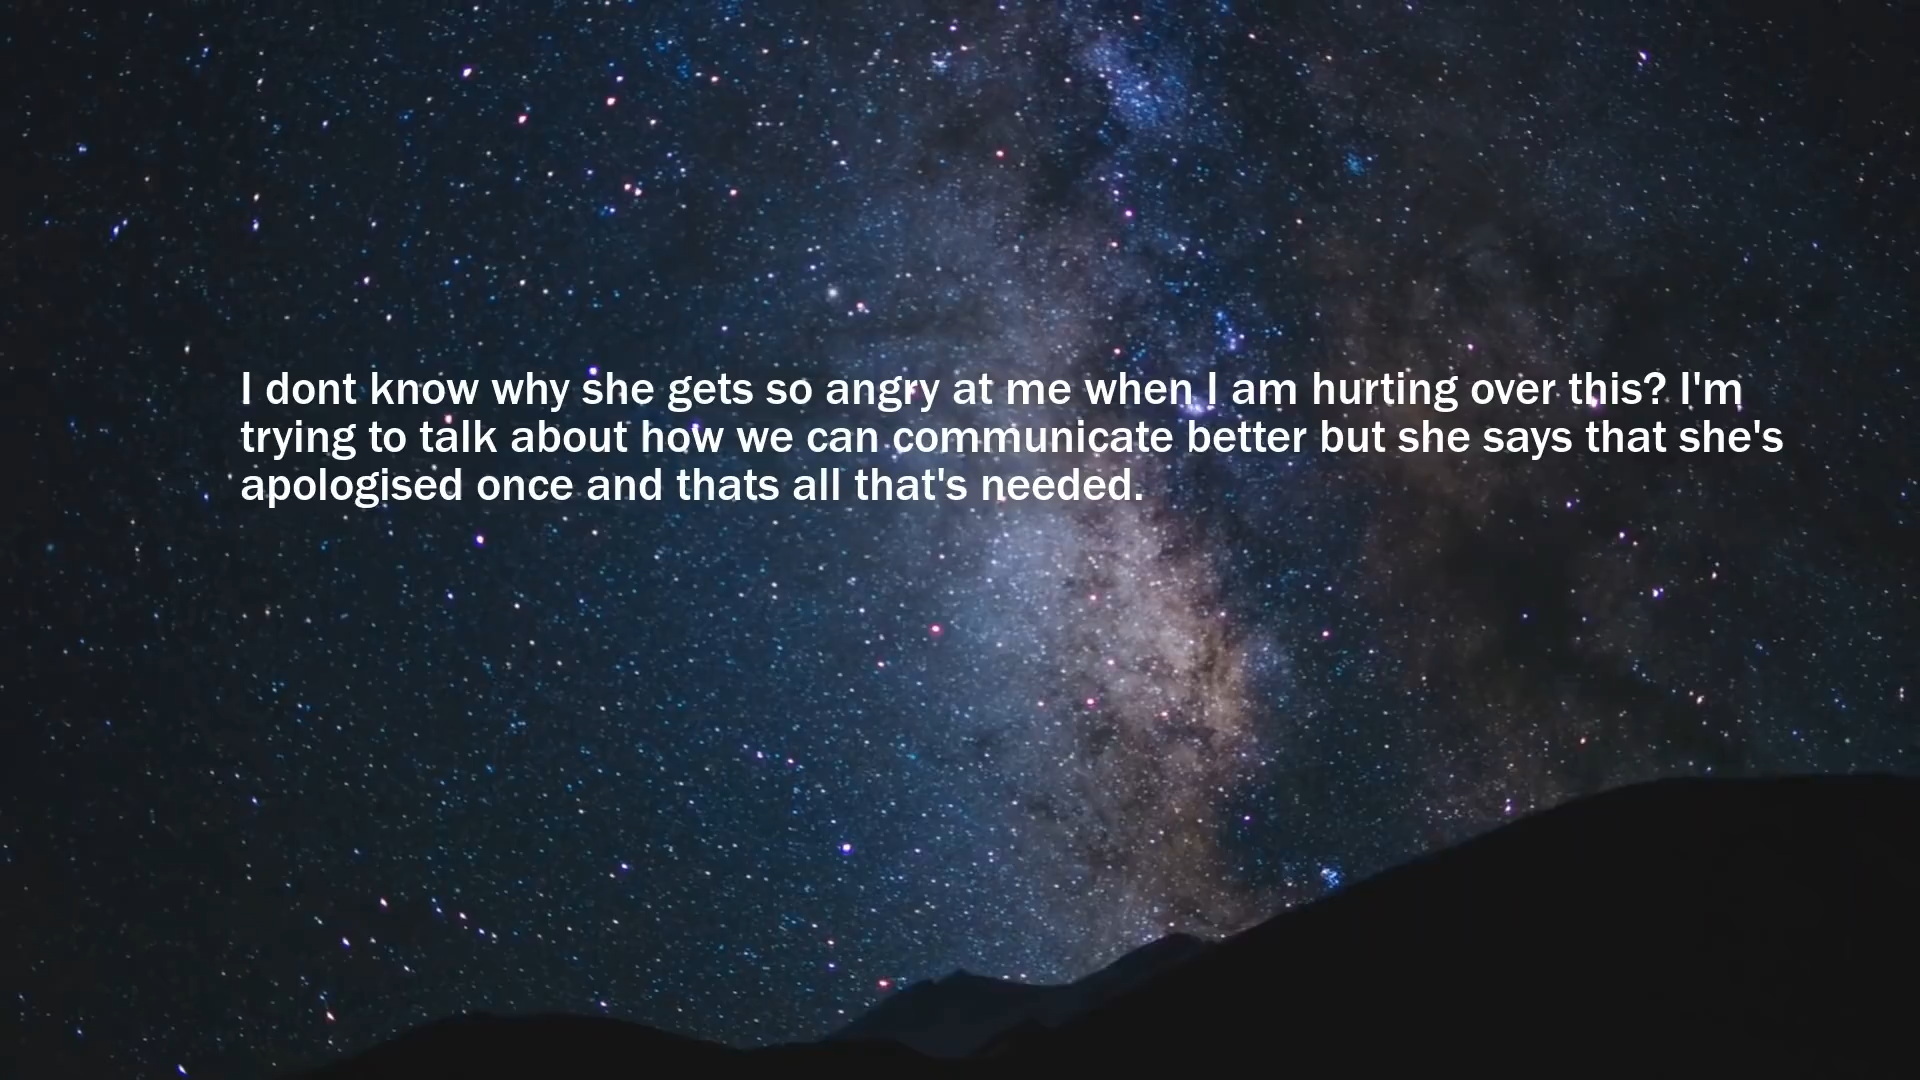 I dont know why she gets so angry at me when I am hurting over this? I'm
trying to talk about how we can communicate better but she says that she's
apologised once and thats all that's needed.